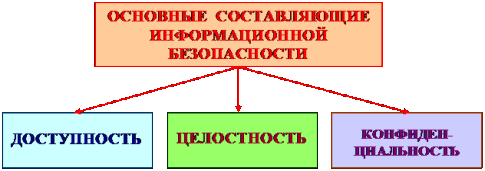 ОСНОВНЫЕ СОСТАВЛЯЮЩИЕ
ИНФОРМАЦИОННОЙ
БЕЗОПАСНОСТИ
ДОСТУПНОСТЬ
ЦЕЛОСТНОСТЬ
КОНФИДЕН-
ЦИАЛЬНОСТЬ